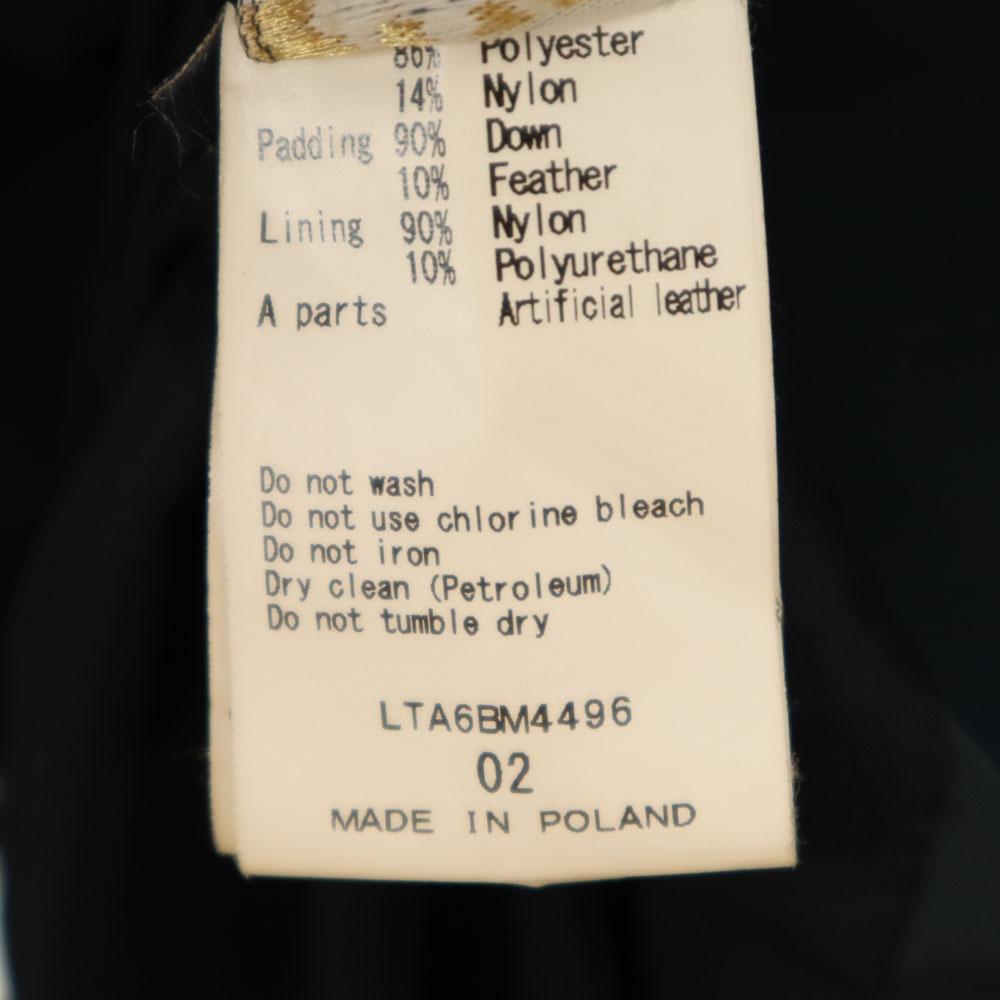 86% Polyester
14% Nylon
Padding 90% Down
10% Feather
Lining 90% Nylon
10% Polyurethane
A parts Artificial leather
Do not wash
Do not use chlorine bleach
Do not iron
Dry clean (Petroleum)
Do not tumble dry
LTA6BM4496
02
MADE IN POLAND